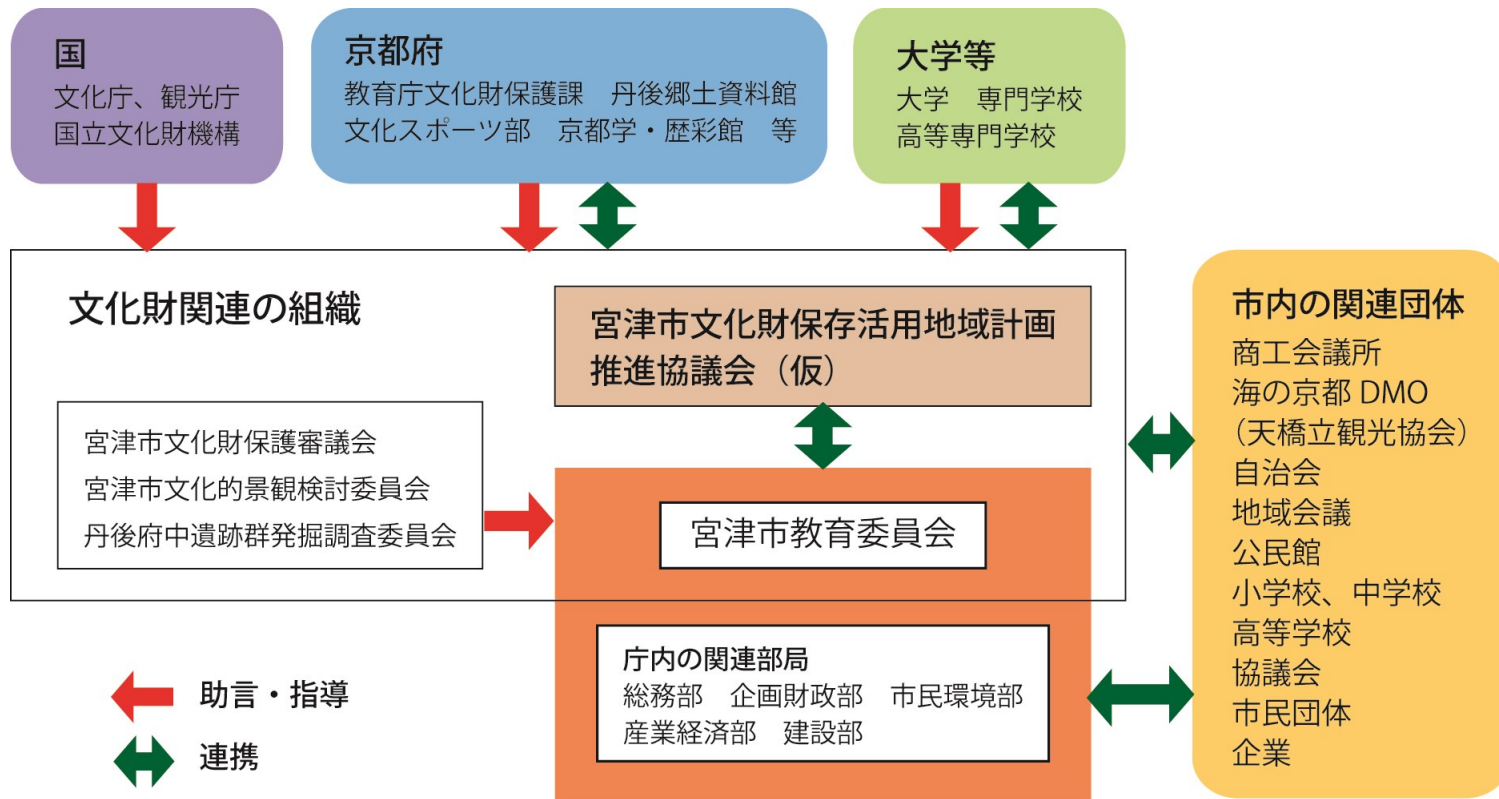 国
文化庁、観光庁
国立文化財機構
京都府
教育庁文化財保護課　丹後郷土資料館
文化スポーツ部　京都学・歴彩館　等
大学等
大学　専門学校
高等専門学校
文化財関連の組織
宮津市文化財保存活用地域計画
推進協議会（仮）
宮津市文化財保護審議会
宮津市文化的景観検討委員会
丹後府中遺跡群発掘調査委員会
宮津市教育委員会
庁内の関連部局
総務部　企画財政部　市民環境部
産業経済部　建設部
市内の関連団体
商工会議所
海の京都 DMO
（天橋立観光協会）
自治会
地域会議
公民館
小学校、中学校
高等学校
協議会
市民団体
企業
助言・指導
連携